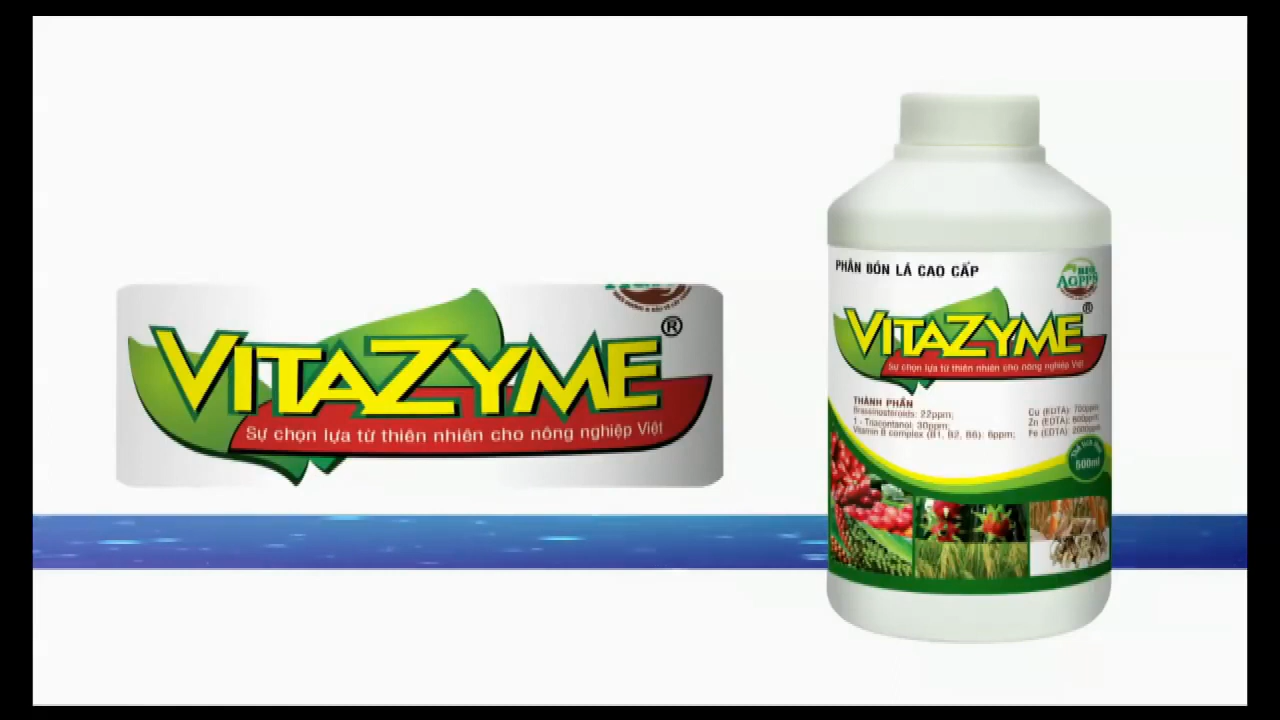 VITAZYME®
Sự chọn lựa từ thiên nhiên cho nông nghiệp Việt
PHÂN BÓN LÁ CAO CẤP
BIO
AGPPS
VITAZYME®
Sự chọn lựa từ thiên nhiên cho nông nghiệp Việt
THÀNH PHẦN
Brassinosteroids: 22ppm;
1 - Triacontanol: 30ppm;
Vitamin B complex (B1, B2, B6): 6ppm;
Cu (EDTA): 700ppm;
Zn (EDTA): 600ppm;
Fe (EDTA): 2000ppm
500ml